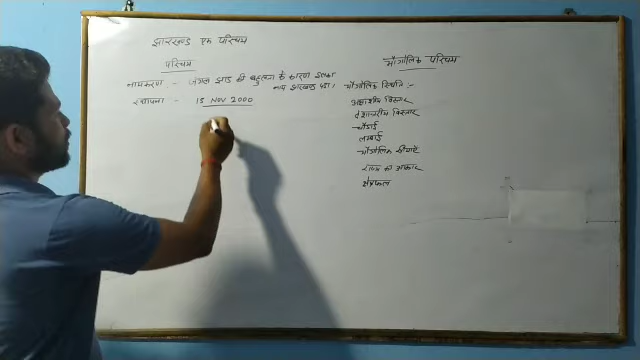 झारखण्ड एक परिचय
परिचय
नामकरण :- जंगल झाड की बहुलता के कारण इसका
नाम झारखण्ड पडा।
स्थापना :- 15 NOV 2000
भौगोलिक परिचय
भौगोलिक स्थिति :-
अक्षांशीय विस्तार
देशान्तरीय विस्तार
चौडाई
लम्बाई
भौगोलिक सीमाएं
राज्य का आकार
क्षेत्रफल